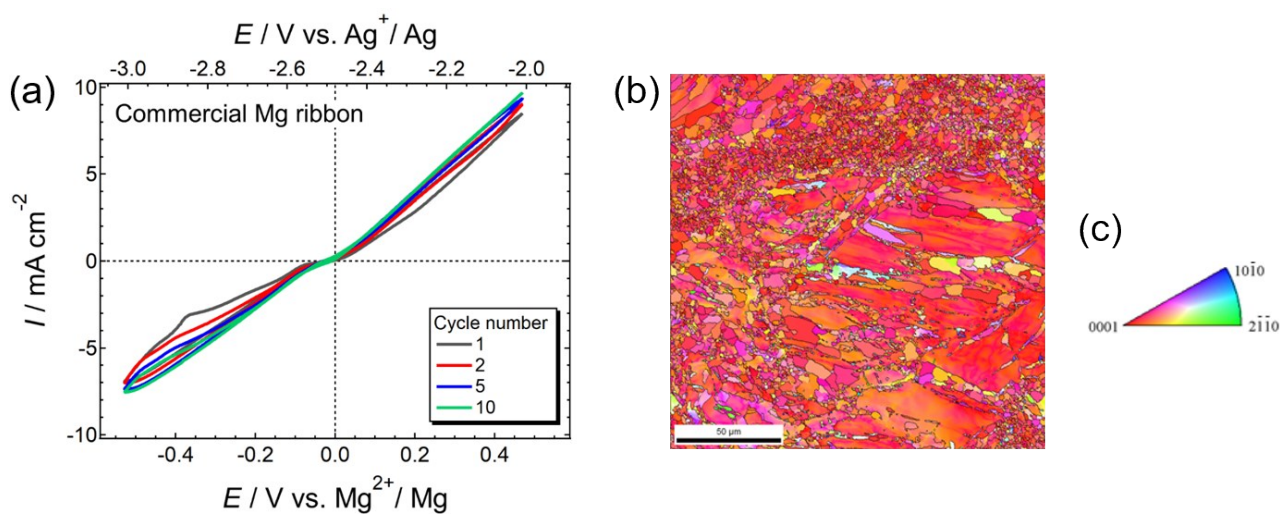 E / V vs. Ag⁺/ Ag
-3.0 -2.8 -2.6 -2.4 -2.2 -2.0
(a)
Commercial Mg ribbon
10
5
0
-5
-10
I / mA cm⁻²
Cycle number
1
2
5
10
-0.4 -0.2 0.0 0.2 0.4
E / V vs. Mg²⁺/ Mg
(b)
50 μm
(c)
0001
101̅0
21̅1̅0